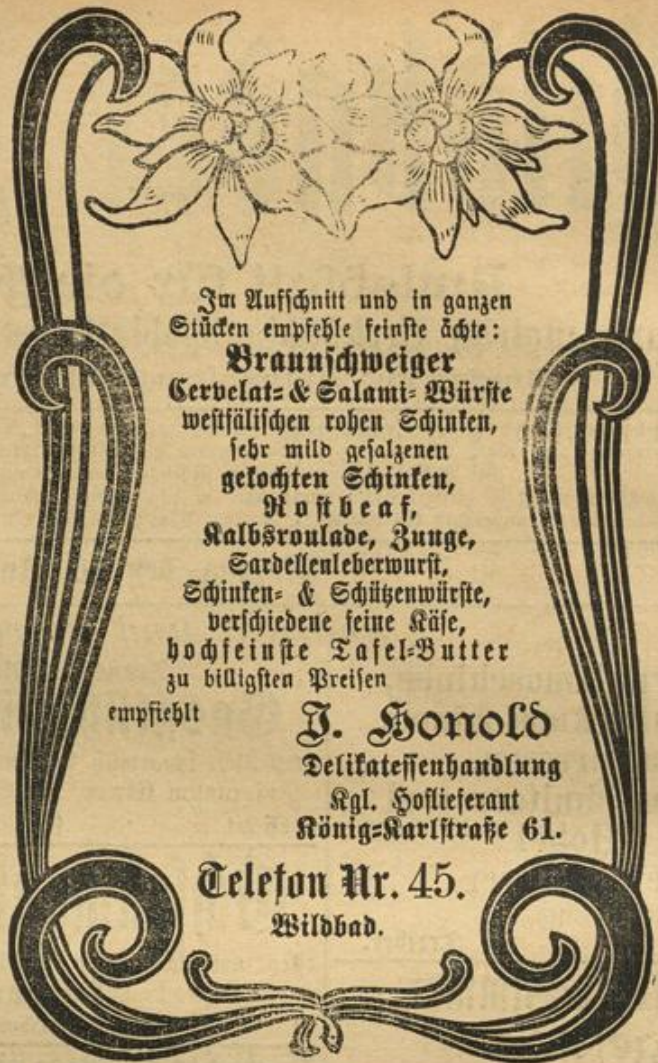 Im Aufschnitt und in ganzen
Stücken empfehle feinste ächte:
Braunschweiger
Cervelat- & Salami-Würste
westfälischen rohen Schinken,
sehr mild gesalzenen
gekochten Schinken,
Rostbeaf,
Kalbsroulade, Zunge,
Sardellenleberwurst,
Schinken- & Schützenwürste,
verschiedene feine Käse,
hochfeinste Tafel-Butter
zu billigsten Preisen
empfiehlt J. Honold
Delikatessenhandlung
Kgl. Hoflieferant
König-Karlstraße 61.
Telefon Nr. 45.
Wildbad.